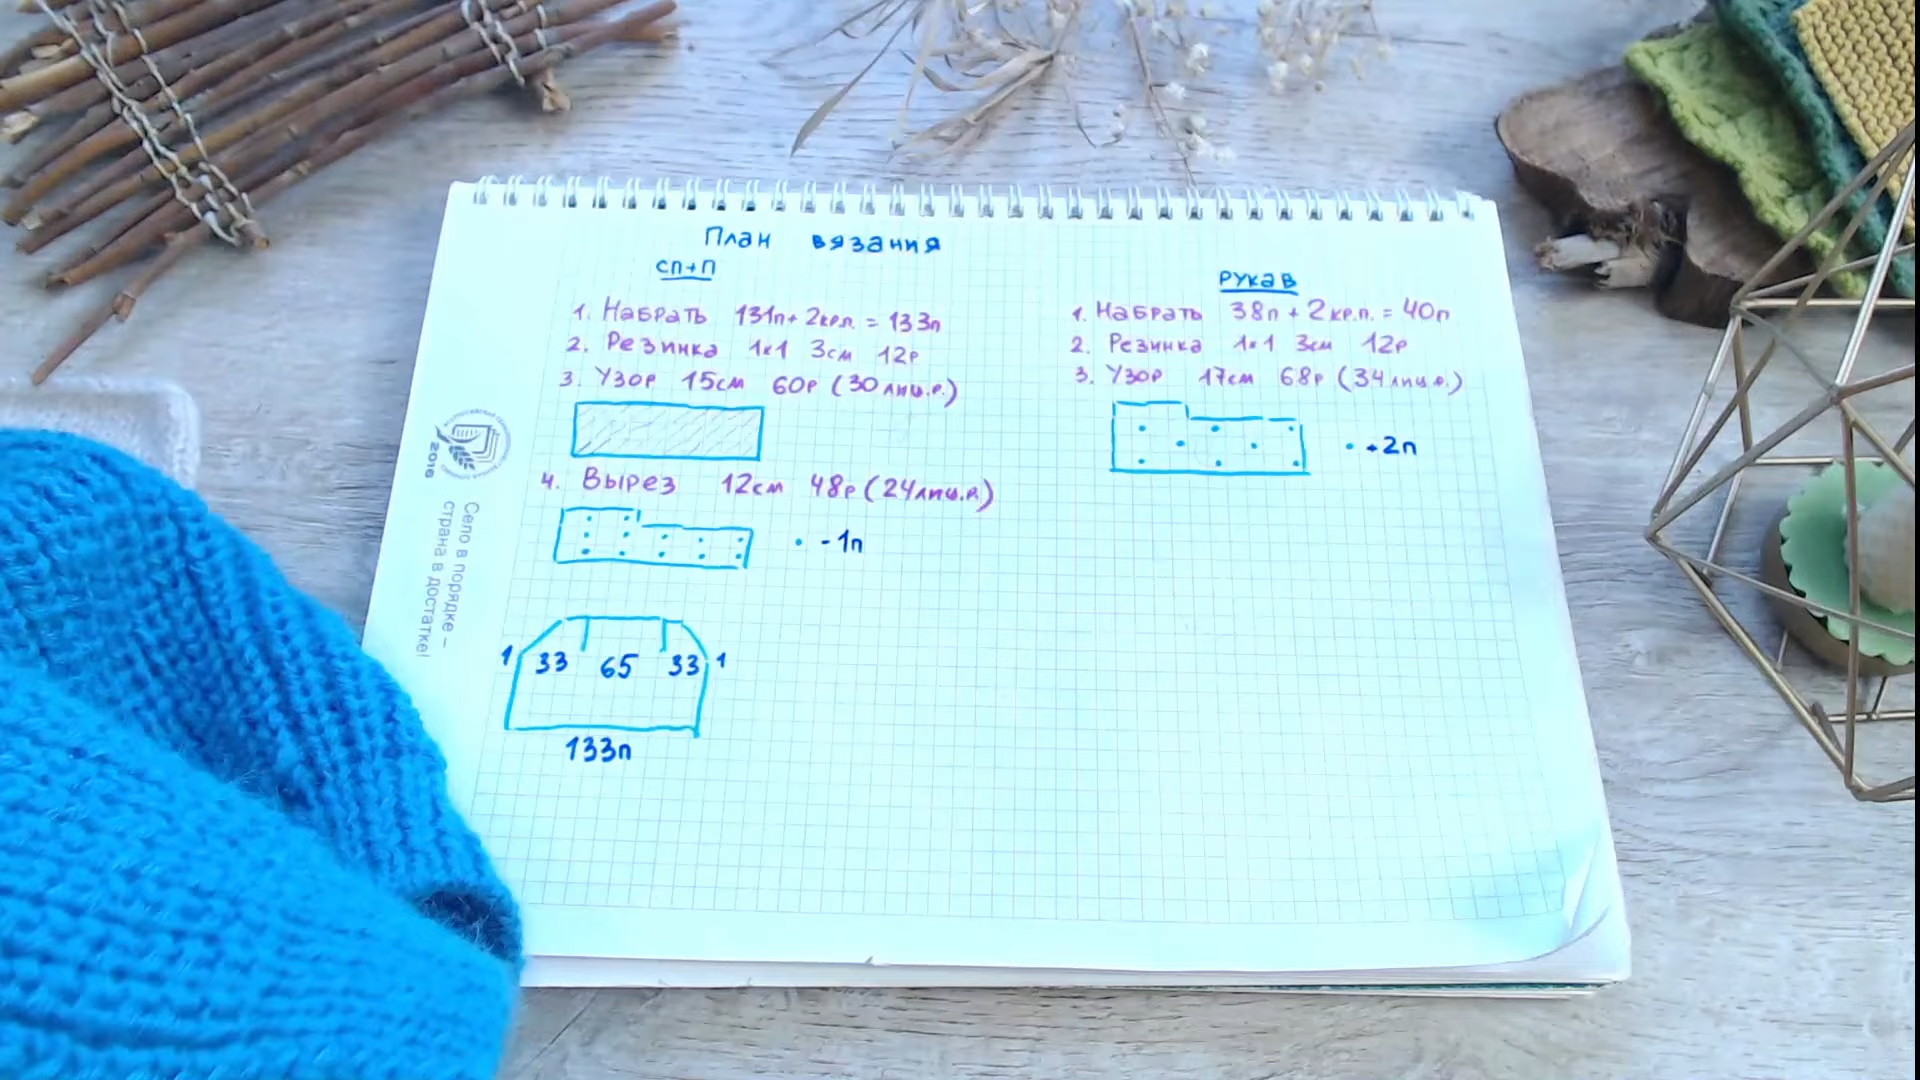 План вязания
сп+п
1. Набрать 131п + 2кр.п. = 133п
2. Резинка 1х1 3см 12р
3. Узор 15см 60р (30 лиц.р.)
4. Вырез 12см 48р (24 лиц.р.)
• -1п
1 33 65 33 1
133п
рукав
1. Набрать 38п + 2кр.п. = 40п
2. Резинка 1х1 3см 12р
3. Узор 17см 68р (34 лиц.р.)
• +2п
2016
Село в порядке –
страна в достатке!